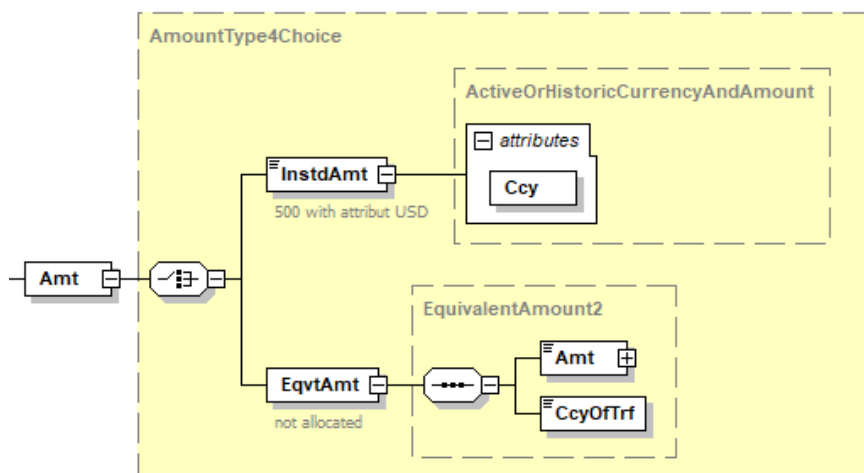 AmountType4Choice
ActiveOrHistoricCurrencyAndAmount
attributes
InstdAmt
Ccy
500 with attribut USD
Amt
EquivalentAmount2
Amt
EqvtAmt
CcyOfTrf
not allocated